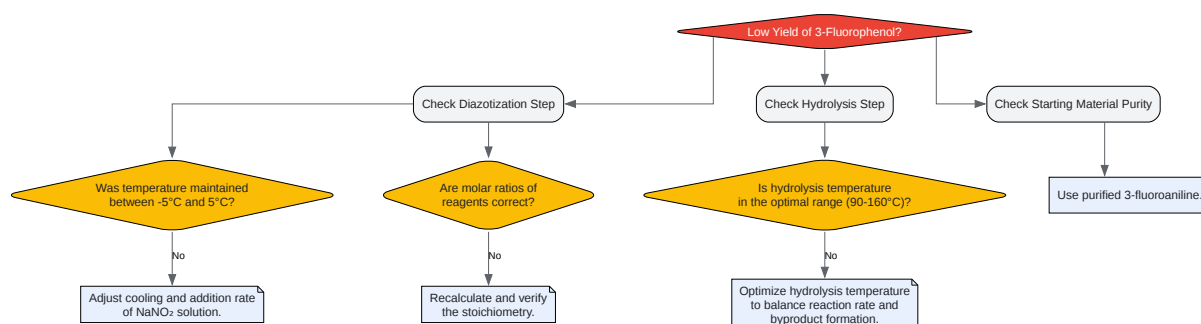 Low Yield of 3-Fluorophenol?
Check Diazotization Step
Check Hydrolysis Step
Check Starting Material Purity
Was temperature maintained
between -5°C and 5°C?
Are molar ratios of
reagents correct?
Is hydrolysis temperature
in the optimal range (90-160°C)?
Use purified 3-fluoroaniline.
No
No
No
Adjust cooling and addition rate
of NaNO₂ solution.
Recalculate and verify
the stoichiometry.
Optimize hydrolysis temperature
to balance reaction rate and
byproduct formation.